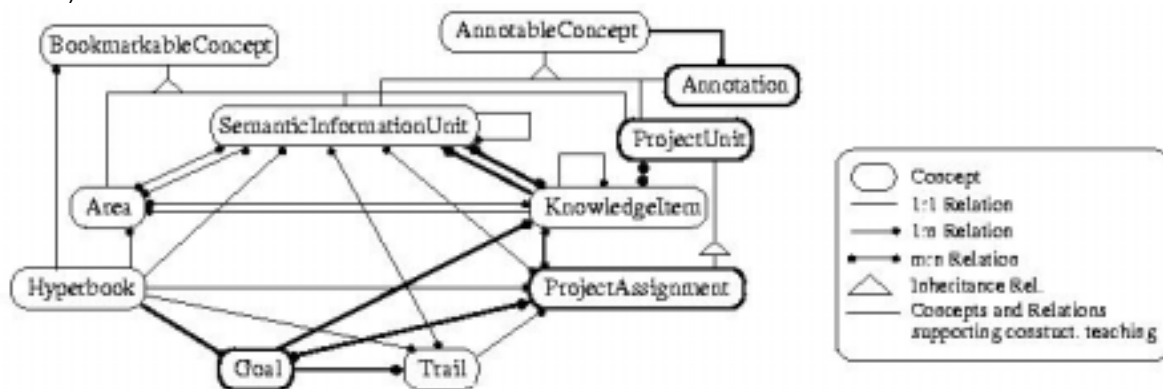 BookmarkableConcept
AnnotableConcept
Annotation
SemanticInformationUnit
ProjectUnit
Area
KnowledgeItem
Hyperbook
ProjectAssignment
Goal
Trail
Concept
1:1 Relation
1:n Relation
m:n Relation
Inheritance Rel.
Concepts and Relations
supporting construct. teaching